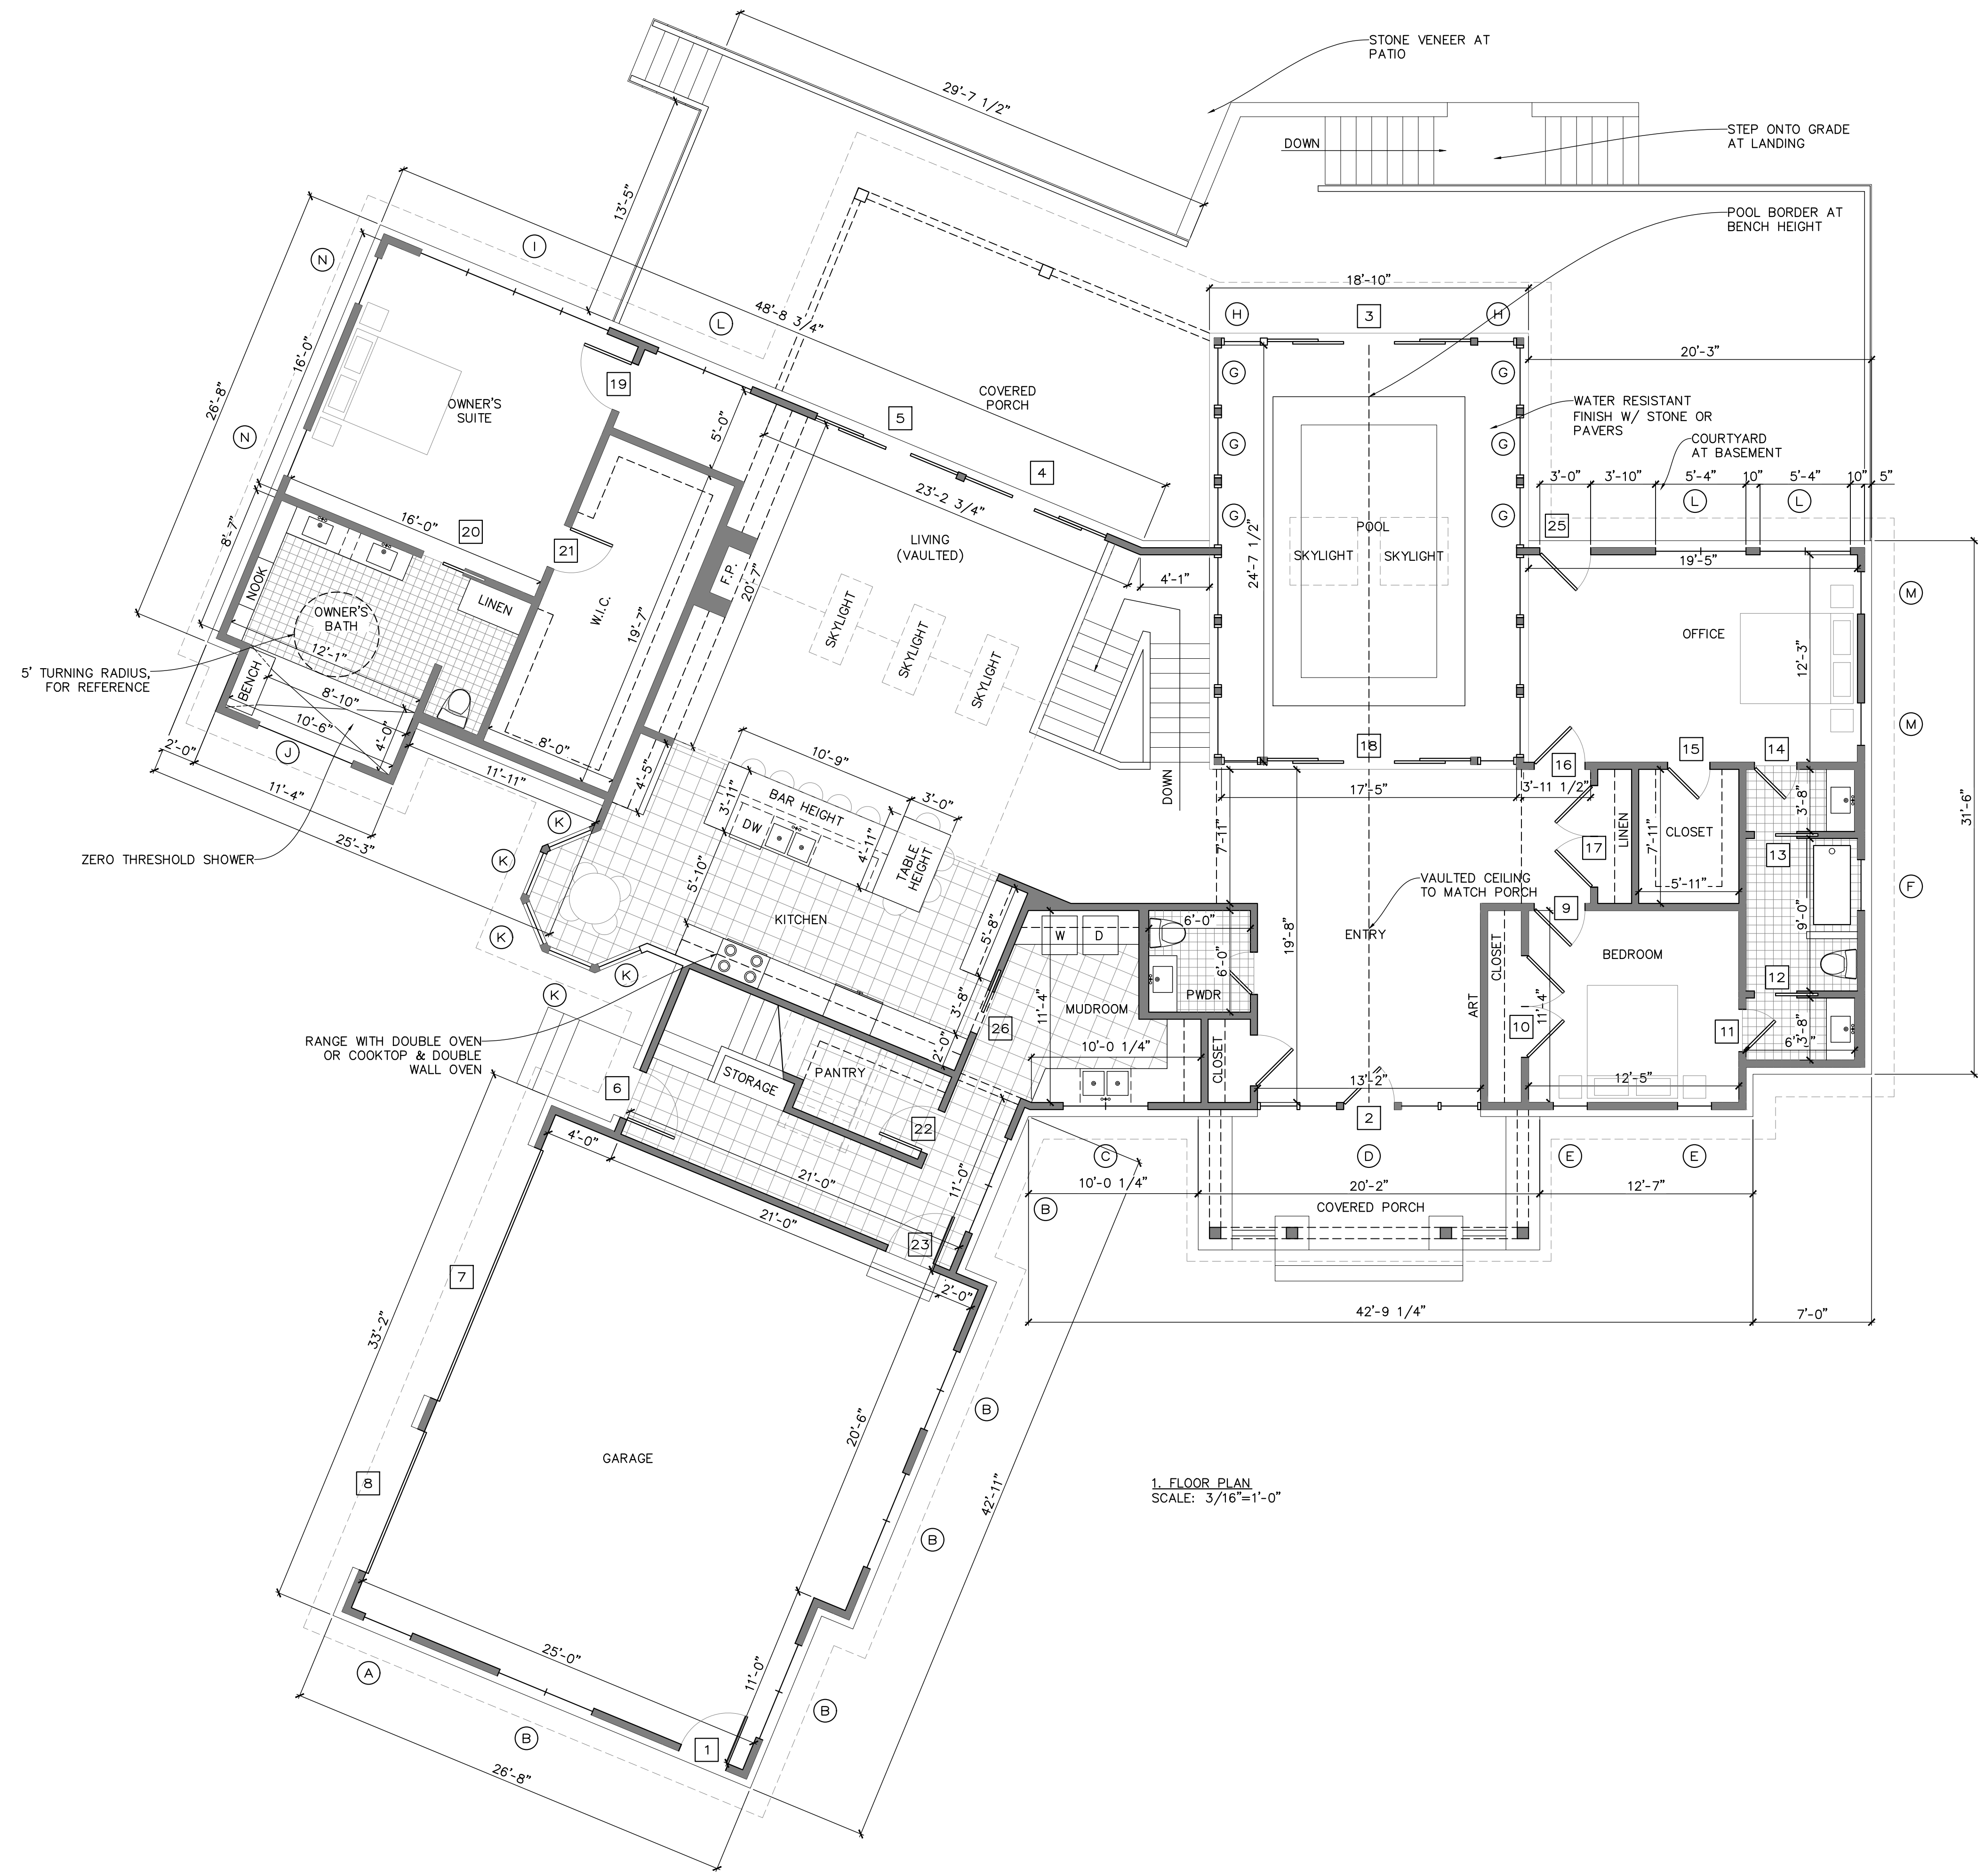 STONE VENEER AT
PATIO
29'-7 1/2"
DOWN
STEP ONTO GRADE
AT LANDING
13'-5"
POOL BORDER AT
BENCH HEIGHT
N
I
L
48'-8 3/4"
18'-10"
H
3
H
20'-3"
16'-0"
26'-8"
19
OWNER'S
SUITE
5'-0"
5
COVERED
PORCH
G
G
WATER RESISTANT
FINISH W/ STONE OR
PAVERS
N
4
23'-2 3/4"
G
G
COURTYARD
AT BASEMENT
3'-0"
3'-10"
5'-4"
10"
5'-4"
10"
5"
L
L
8'-7"
16'-0"
20
21
LIVING
(VAULTED)
G
G
POOL
SKYLIGHT
SKYLIGHT
24'-7 1/2"
25
19'-5"
NOOK
F.P.
20'-7"
4'-1"
OWNER'S
BATH
LINEN
W.I.C.
19'-7"
SKYLIGHT
SKYLIGHT
SKYLIGHT
M
OFFICE
12'-3"
12'-1"
5' TURNING RADIUS,
FOR REFERENCE
BENCH
8'-10"
10'-6"
4'-0"
J
2'-0"
8'-0"
M
11'-4"
11'-11"
25'-3"
4'-5"
10'-9"
3'-11"
BAR HEIGHT
3'-0"
DW
4'-11"
TABLE
HEIGHT
DOWN
18
17'-5"
16
3'-11 1/2"
15
14
3'-8"
31'-6"
K
K
7'-11"
LINEN
17
7'-11"
CLOSET
13
5'-11"
ZERO THRESHOLD SHOWER
5'-10"
KITCHEN
5'-8"
VAULTED CEILING
TO MATCH PORCH
F
9'-0"
K
K
K
W
D
6'-0"
6'-0"
PWDR
19'-8"
ENTRY
9
CLOSET
BEDROOM
12
ART
3'-8"
MUDROOM
11'-4"
26
2'-0"
10
11'-4"
11
3'-8"
6'-3"
RANGE WITH DOUBLE OVEN
OR COOKTOP & DOUBLE
WALL OVEN
10'-0 1/4"
CLOSET
STORAGE
PANTRY
6
13'-2"
12'-5"
2
22
4'-0"
21'-0"
21'-0"
11'-0"
C
D
E
E
10'-0 1/4"
20'-2"
12'-7"
B
COVERED PORCH
23
7
2'-0"
33'-2"
42'-9 1/4"
7'-0"
20'-6"
B
GARAGE
8
42'-11"
1. FLOOR PLAN
SCALE: 3/16"=1'-0"
B
25'-0"
A
11'-0"
B
B
1
26'-8"